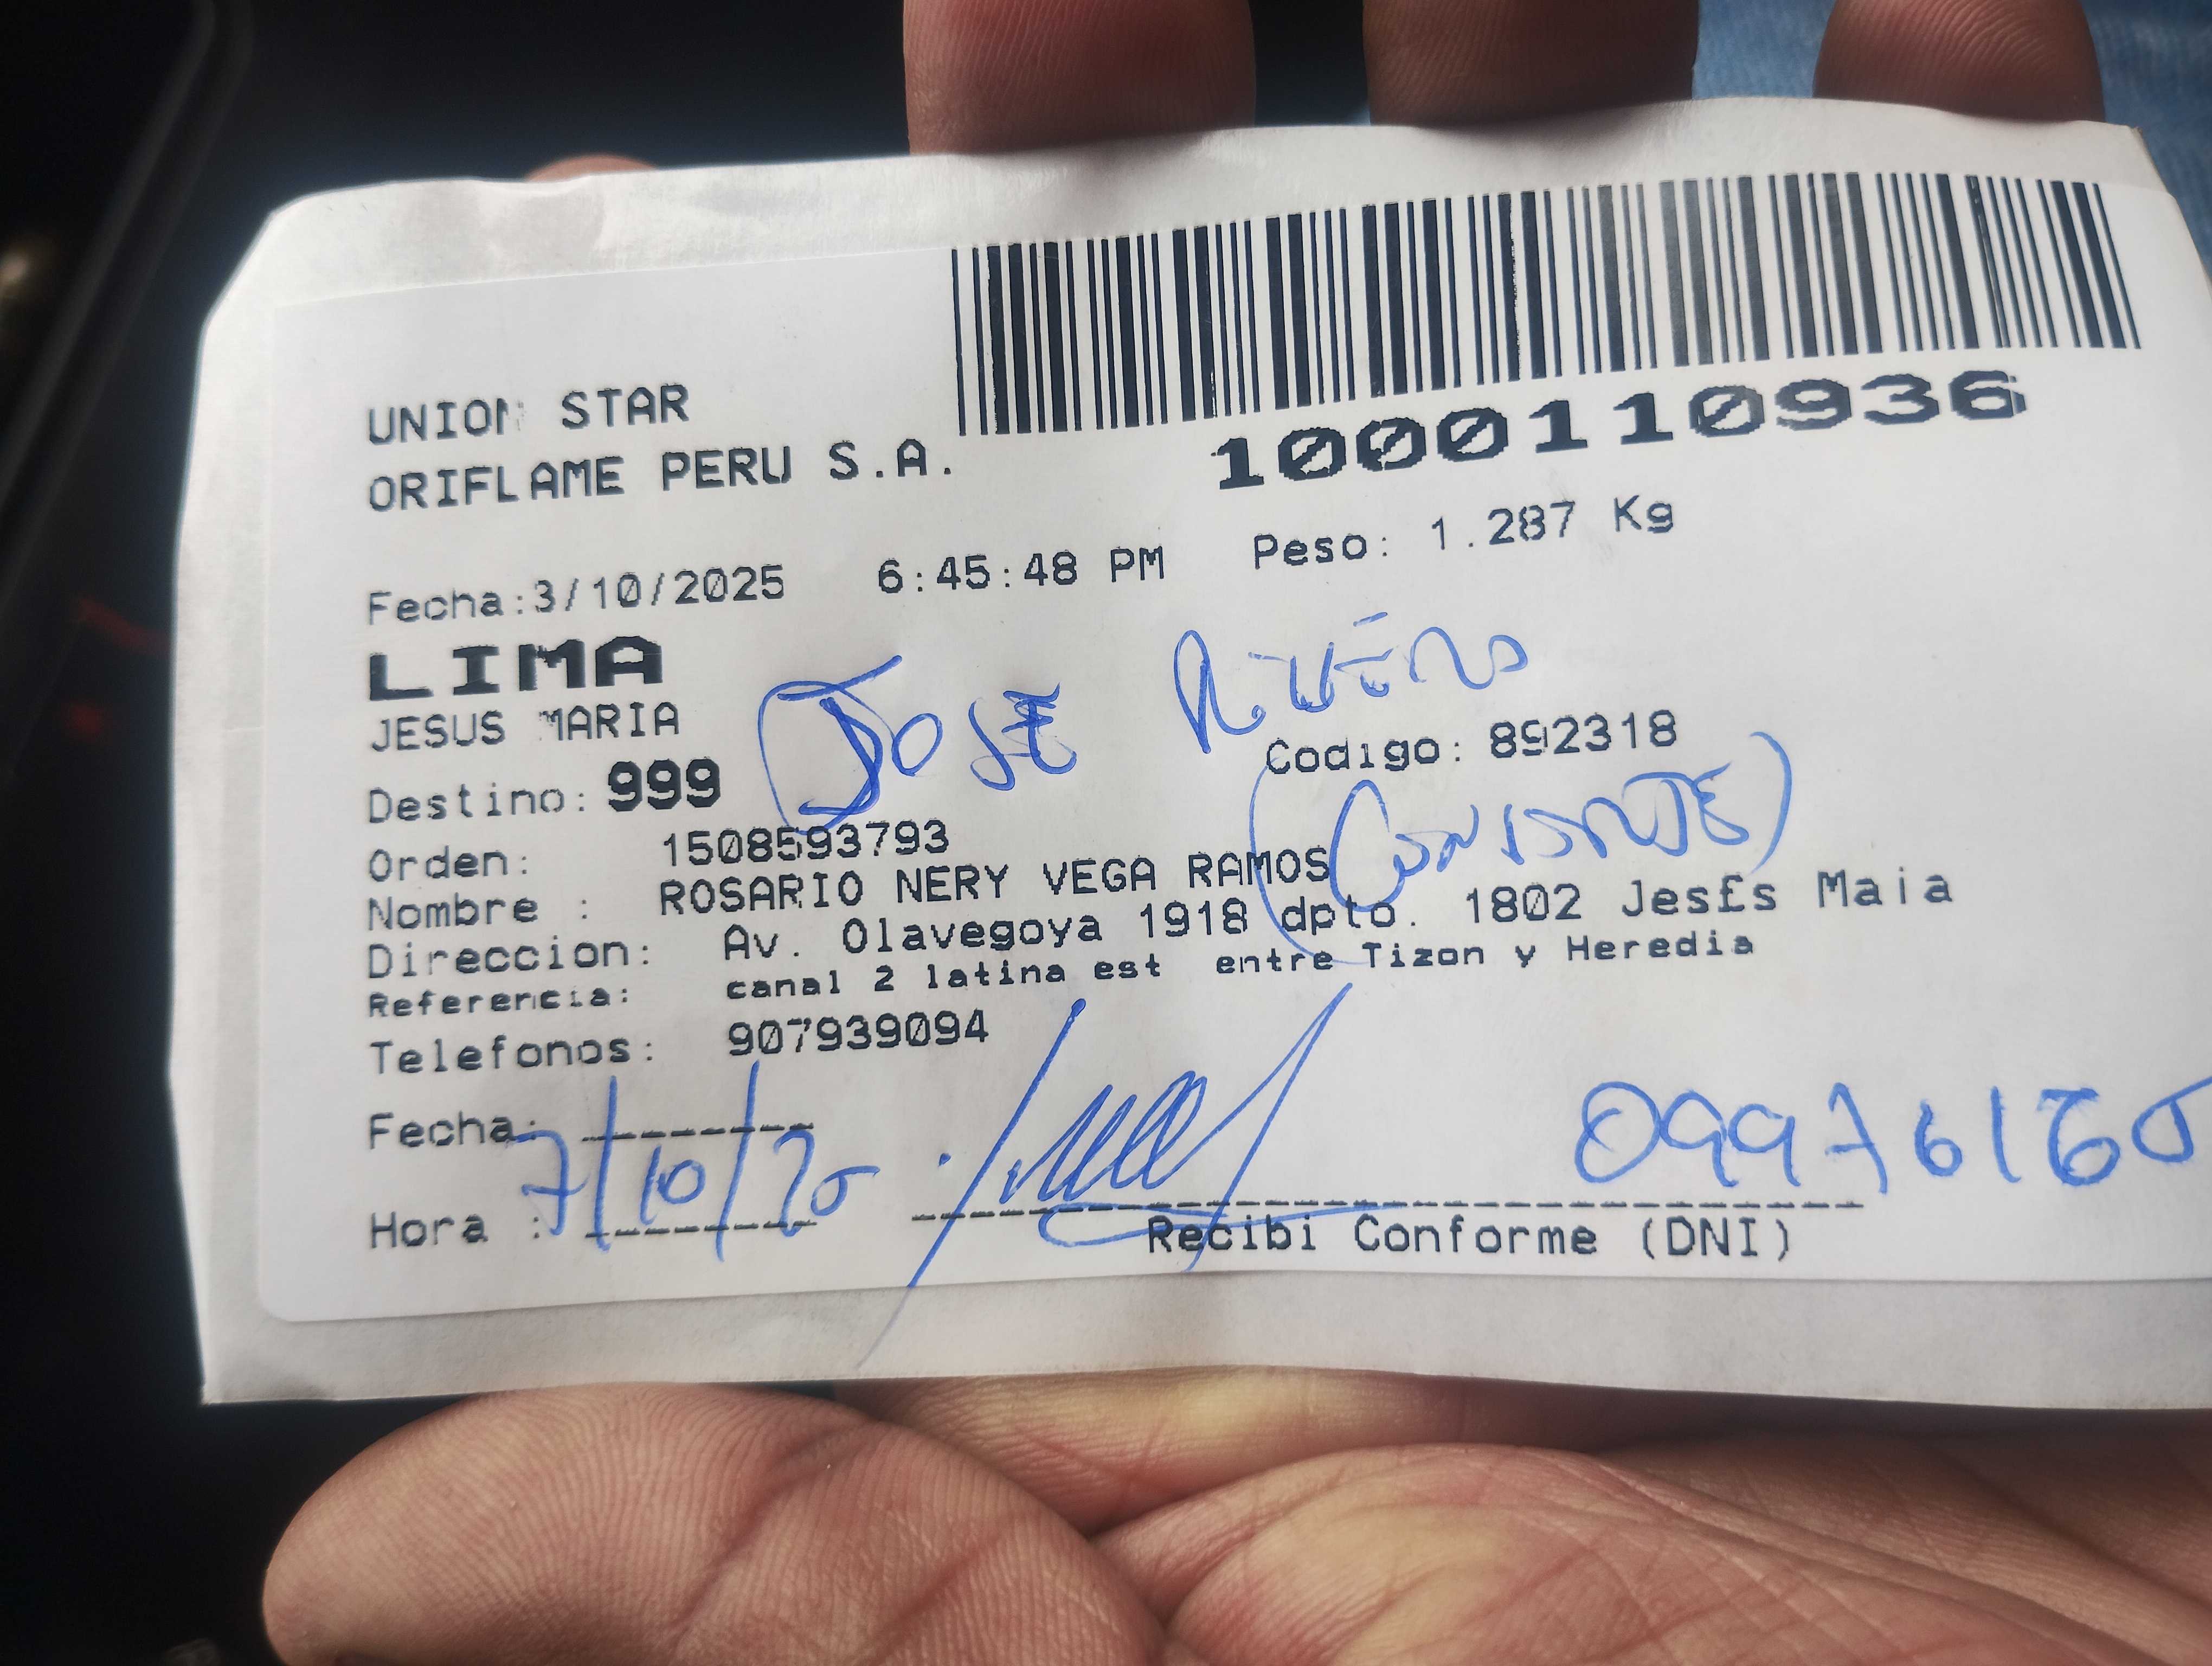 UNION STAR
ORIFLAME PERU S.A.
1000110936
Fecha:3/10/2025 6:45:48 PM Peso: 1.287 Kg
LIMA
JESUS MARIA
JOSE
Destino: 999 Codigo: 892318
Orden: 1508593793
Nombre : ROSARIO NERY VEGA RAMOS
Direccion: Av. Olavegoya 1918 dpto. 1802 Jes£s Maia
Referencia: canal 2 latina est entre Tizon y Heredia
Telefonos: 907939094
Fecha:
7/10/25
Hora :
Recibi Conforme (DNI)